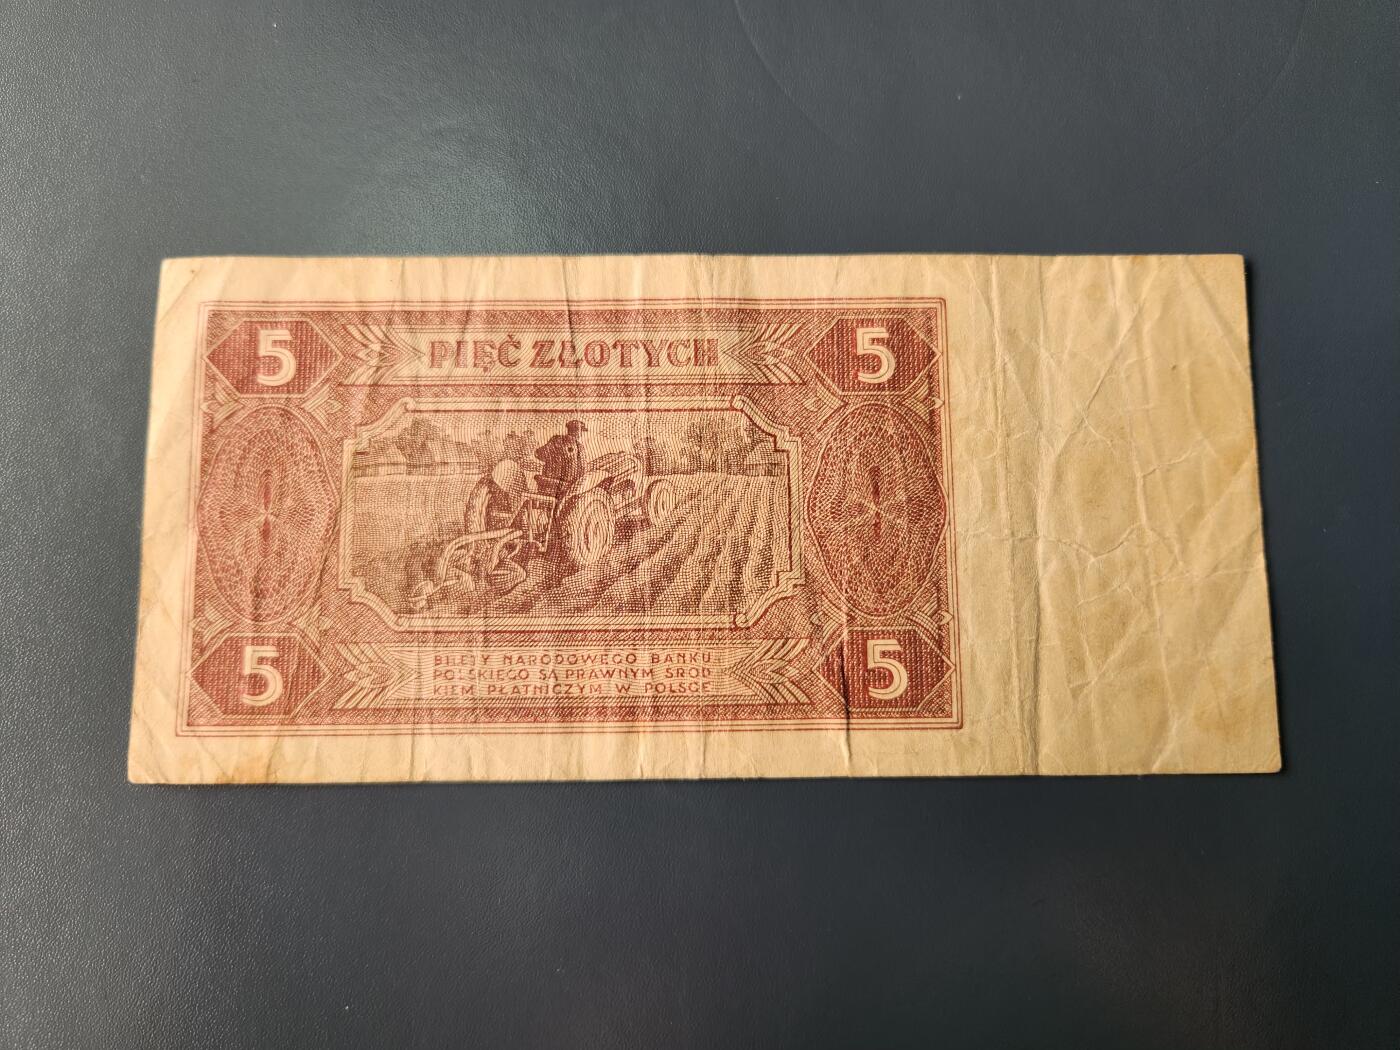 5 PIĘĆ ZŁOTYCH 5
5 BILETY NARODOWEGO BANKU 5
POLSKIEGO SĄ PRAWNYM ŚROD
KIEM PŁATNICZYM W POLSCE